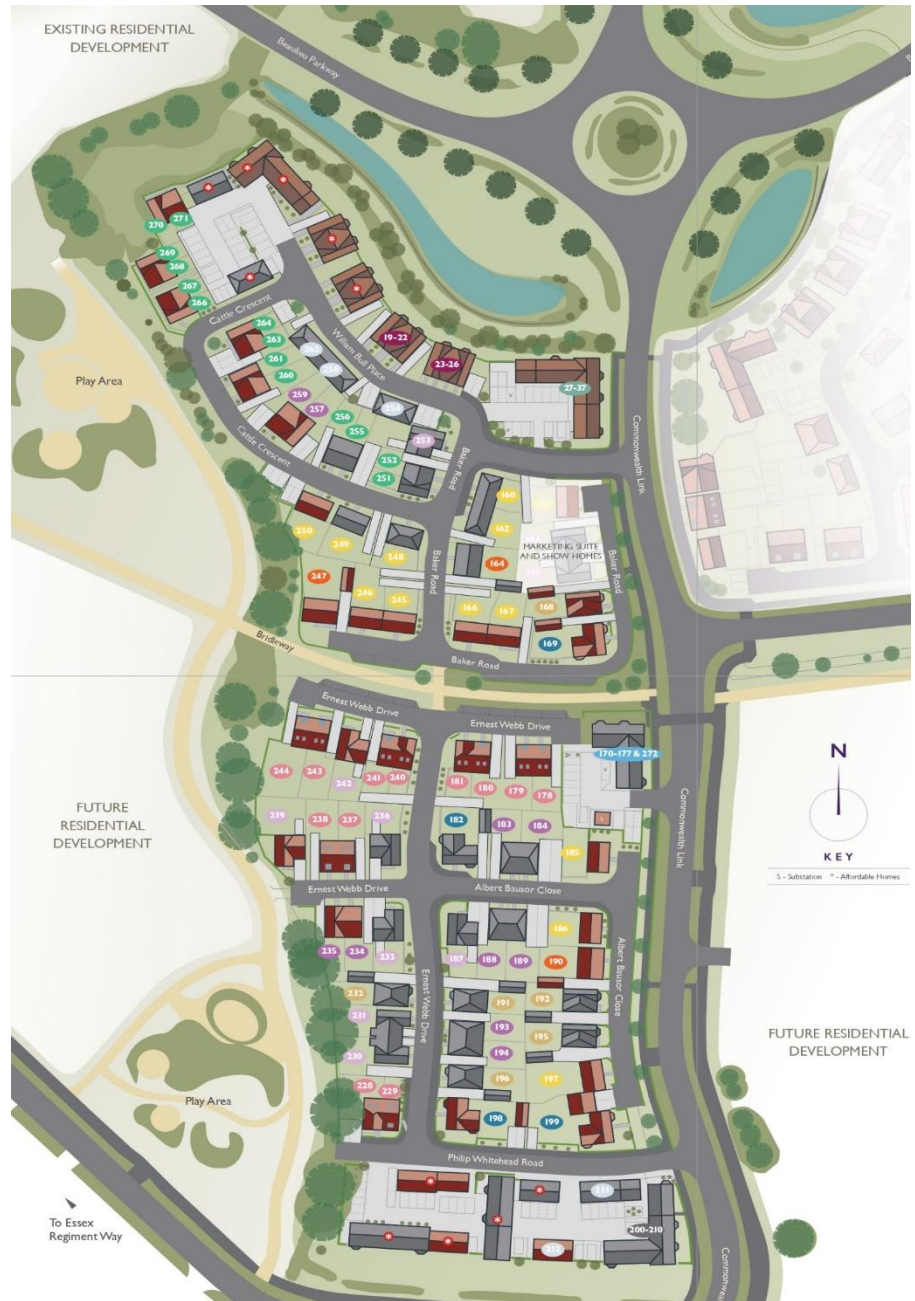 EXISTING RESIDENTIAL
DEVELOPMENT
Beaulieu Parkway
270
271
269
268
267
266
Cattle Crescent
264
263
261
260
262
258
William Bull Place
19-22
23-26
27-37
Play Area
259
257
256
255
254
253
252
251
Cattle Crescent
Baker Road
Commonwealth Link
160
162
MARKETING SUITE
AND SHOW HOMES
250
249
248
164
Baker Road
Baker Road
247
246
245
166
167
168
169
Bridleway
Baker Road
Ernest Webb Drive
Ernest Webb Drive
170-177 & 272
N
KEY
S - Substation * - Affordable Homes
244
243
242
241
240
181
180
179
178
Commonwealth Link
FUTURE
RESIDENTIAL
DEVELOPMENT
239
238
237
236
182
183
184
185
Ernest Webb Drive
Albert Bausor Close
186
235
234
233
187
188
189
190
Albert Bausor Close
Ernest Webb Drive
232
231
191
192
193
195
194
230
196
197
228
229
198
199
FUTURE RESIDENTIAL
DEVELOPMENT
Play Area
Philip Whitehead Road
211
200-210
212
To Essex
Regiment Way